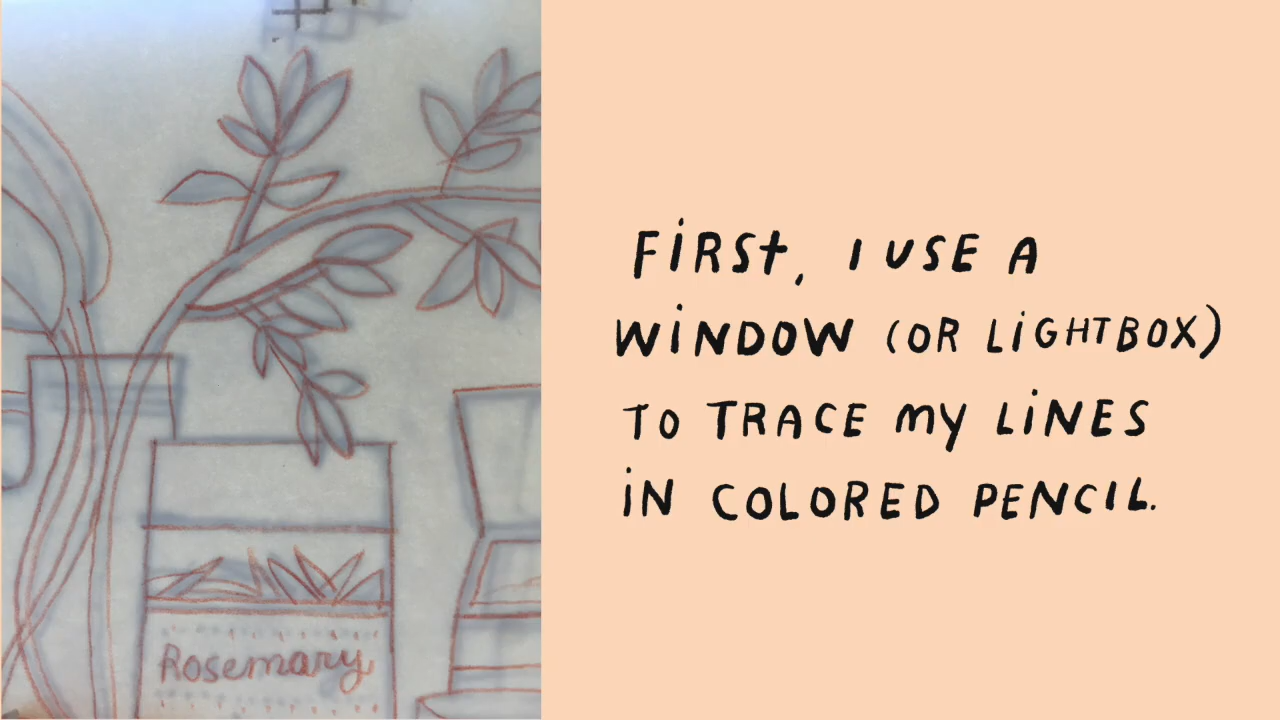 Rosemary
FIRST, I USE A
WINDOW (OR LIGHTBOX)
TO TRACE MY LINES
IN COLORED PENCIL.